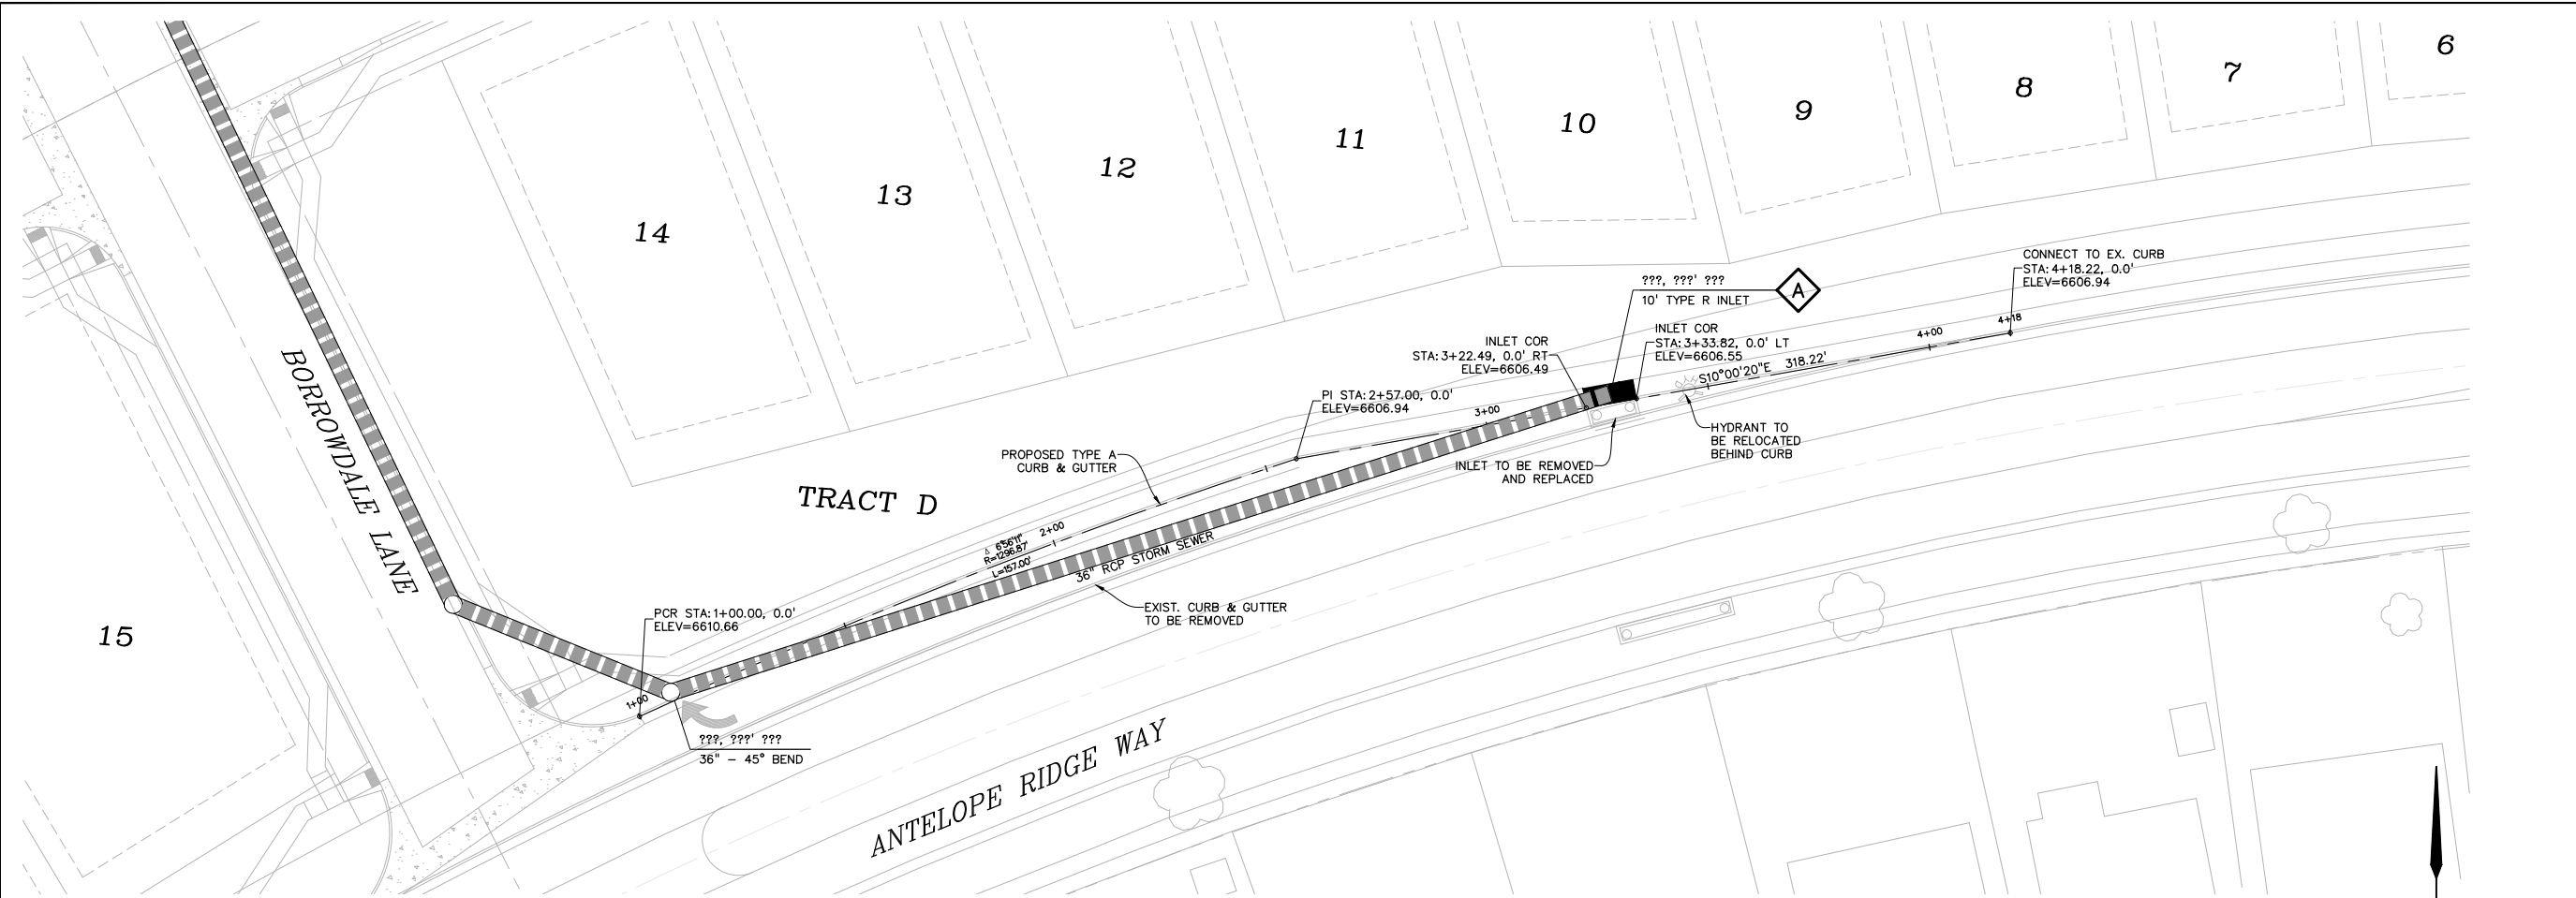 6
7
8
9
10
11
12
13
14
15
CONNECT TO EX. CURB
STA: 4+18.22, 0.0'
ELEV=6606.94
???, ???' ???
10' TYPE R INLET
A
INLET COR
STA: 3+33.82, 0.0' LT
ELEV=6606.55
INLET COR
STA: 3+22.49, 0.0' RT
ELEV=6606.49
4+18
4+00
S10°00'20"E 318.22'
PI STA: 2+57.00, 0.0'
ELEV=6606.94
3+00
HYDRANT TO
BE RELOCATED
BEHIND CURB
INLET TO BE REMOVED
AND REPLACED
PROPOSED TYPE A
CURB & GUTTER
TRACT D
BORROWDALE LANE
2+00
Δ 6°56'11"
R=1296.87'
L=157.00'
36" RCP STORM SEWER
EXIST. CURB & GUTTER
TO BE REMOVED
PCR STA: 1+00.00, 0.0'
ELEV=6610.66
1+00
???, ???' ???
36" - 45° BEND
ANTELOPE RIDGE WAY